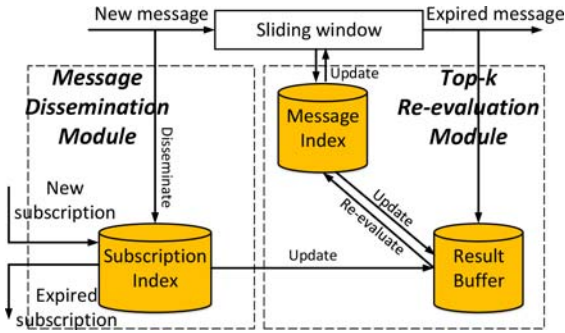 New message
Sliding window
Expired message
Update
Message
Dissemination
Module
Top-k
Re-evaluation
Module
Message
Index
Disseminate
New
subscription
Update
Re-evaluate
Subscription
Index
Update
Result
Buffer
Expired
subscription